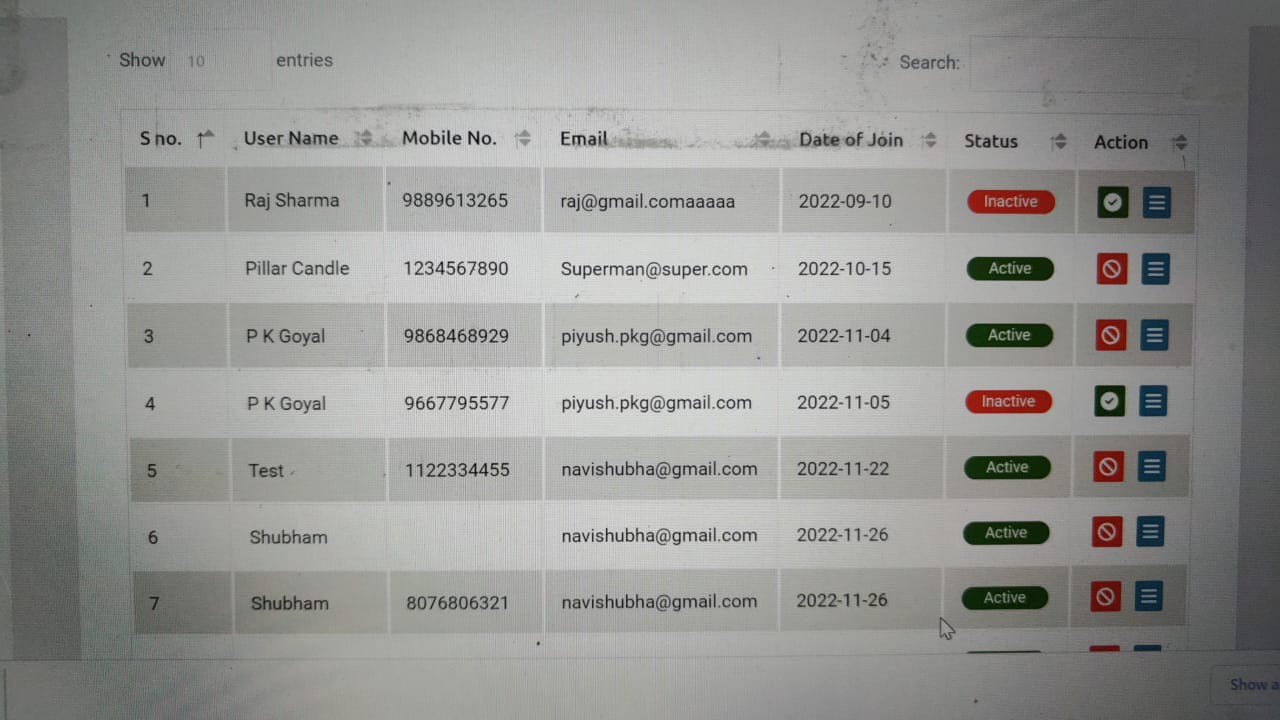 Show 10 entries Search:
S no. User Name Mobile No. Email Date of Join Status Action
1 Raj Sharma 9889613265 raj@gmail.comaaaaa 2022-09-10 Inactive
2 Pillar Candle 1234567890 Superman@super.com 2022-10-15 Active
3 P K Goyal 9868468929 piyush.pkg@gmail.com 2022-11-04 Active
4 P K Goyal 9667795577 piyush.pkg@gmail.com 2022-11-05 Inactive
5 Test 1122334455 navishubha@gmail.com 2022-11-22 Active
6 Shubham navishubha@gmail.com 2022-11-26 Active
7 Shubham 8076806321 navishubha@gmail.com 2022-11-26 Active
Show